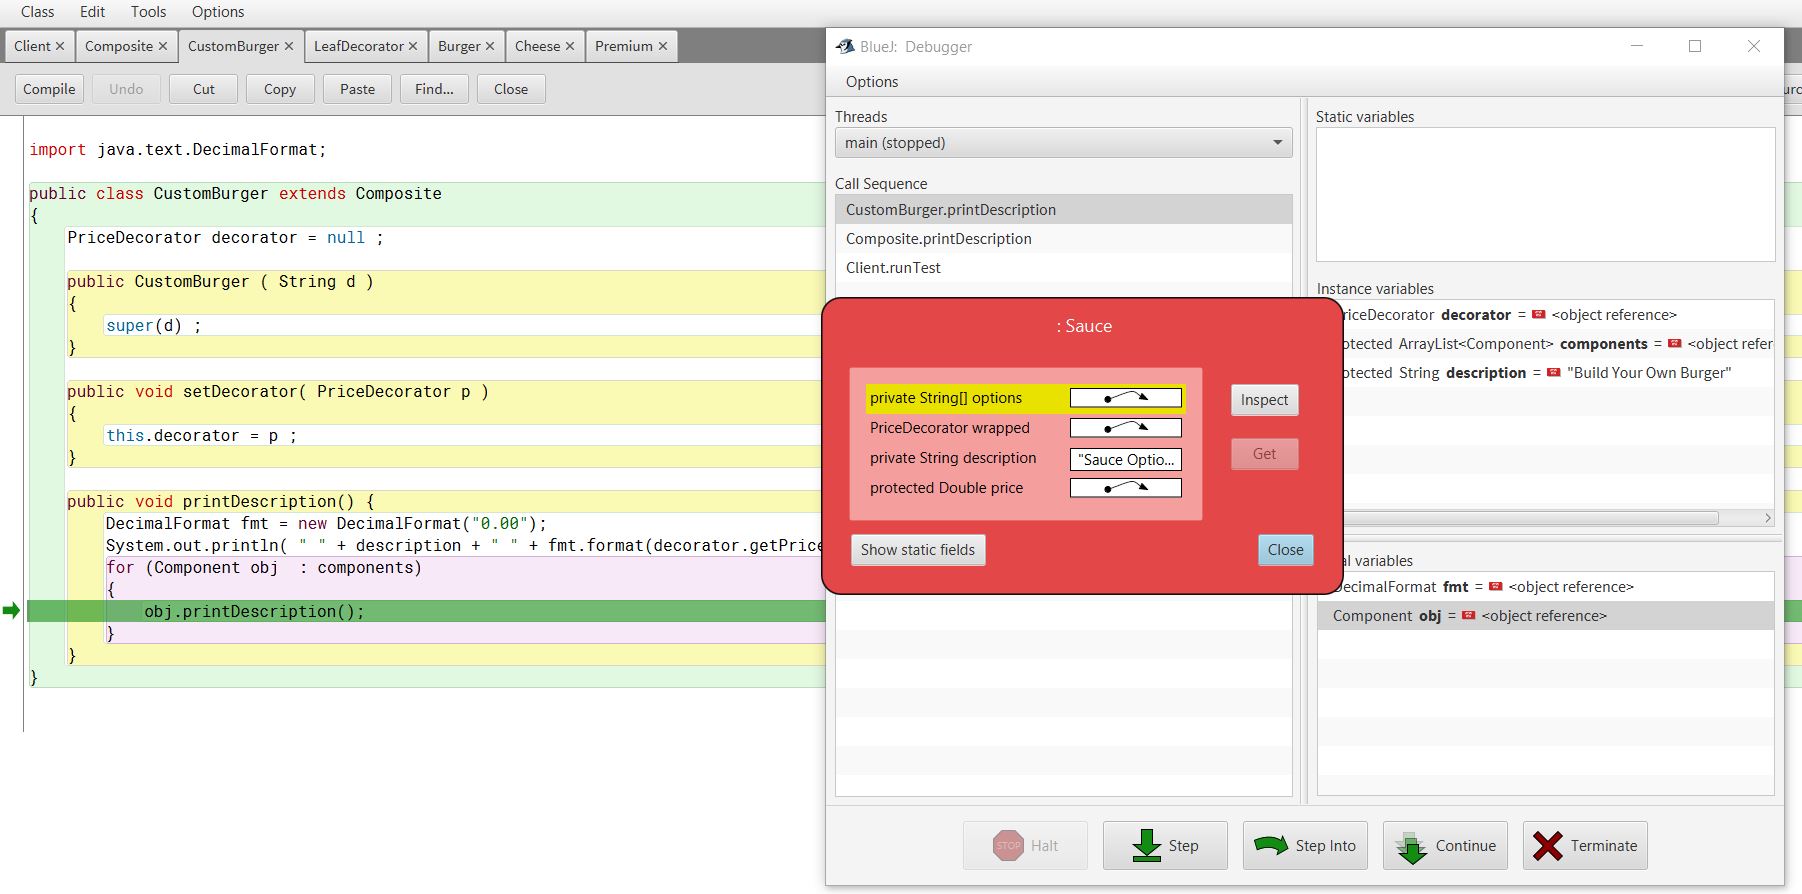 Class Edit Tools Options
Client × Composite × CustomBurger × LeafDecorator × Burger × Cheese × Premium ×
Compile Undo Cut Copy Paste Find... Close
import java.text.DecimalFormat;
public class CustomBurger extends Composite
{
PriceDecorator decorator = null ;
public CustomBurger ( String d )
{
super(d) ;
}
public void setDecorator( PriceDecorator p )
{
this.decorator = p ;
}
public void printDescription() {
DecimalFormat fmt = new DecimalFormat("0.00");
System.out.println( " " + description + " " + fmt.format(decorator.getPrice
for (Component obj : components)
{
obj.printDescription();
}
}
}
BlueJ: Debugger
Options
Threads
main (stopped)
Call Sequence
CustomBurger.printDescription
Composite.printDescription
Client.runTest
Static variables
Instance variables
riceDecorator decorator = <object reference>
otected ArrayList<Component> components = <object refer
otected String description = "Build Your Own Burger"
: Sauce
private String[] options
PriceDecorator wrapped
private String description "Sauce Optio...
protected Double price
Inspect
Get
Show static fields
Close
al variables
DecimalFormat fmt = <object reference>
Component obj = <object reference>
STOP Halt Step Step Into Continue Terminate